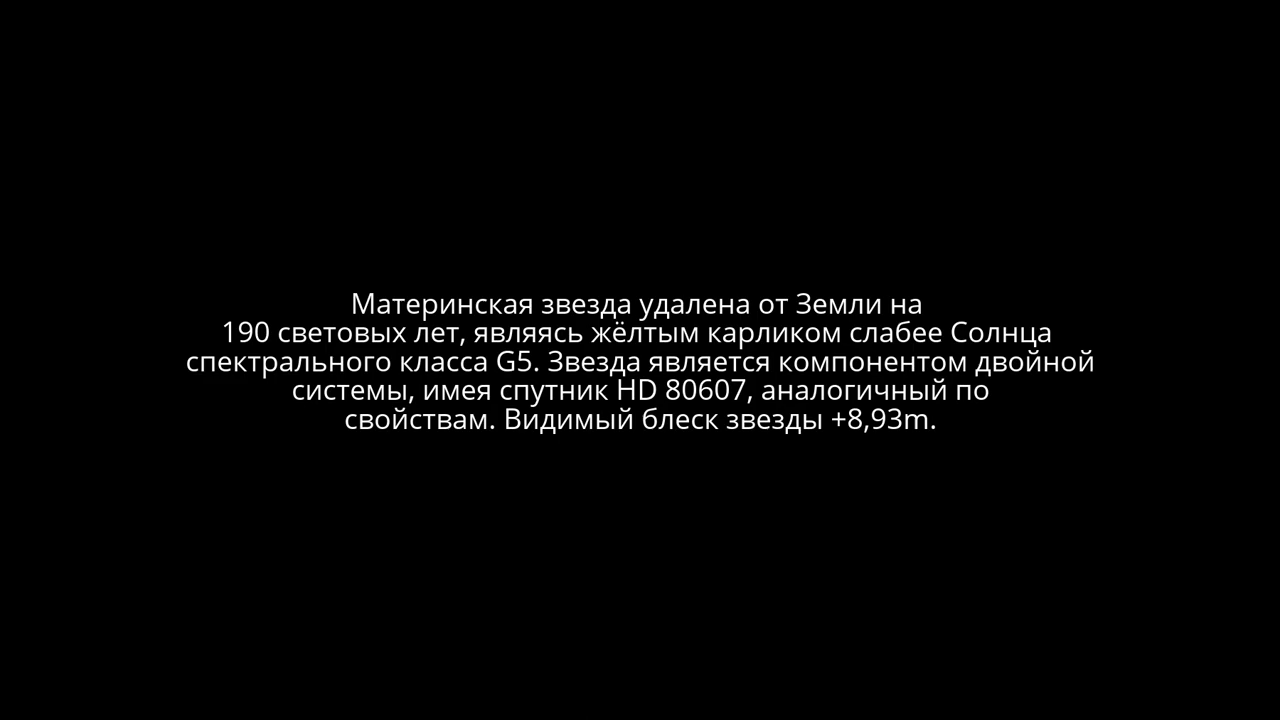 Материнская звезда удалена от Земли на
190 световых лет, являясь жёлтым карликом слабее Солнца
спектрального класса G5. Звезда является компонентом двойной
системы, имея спутник HD 80607, аналогичный по
свойствам. Видимый блеск звезды +8,93m.